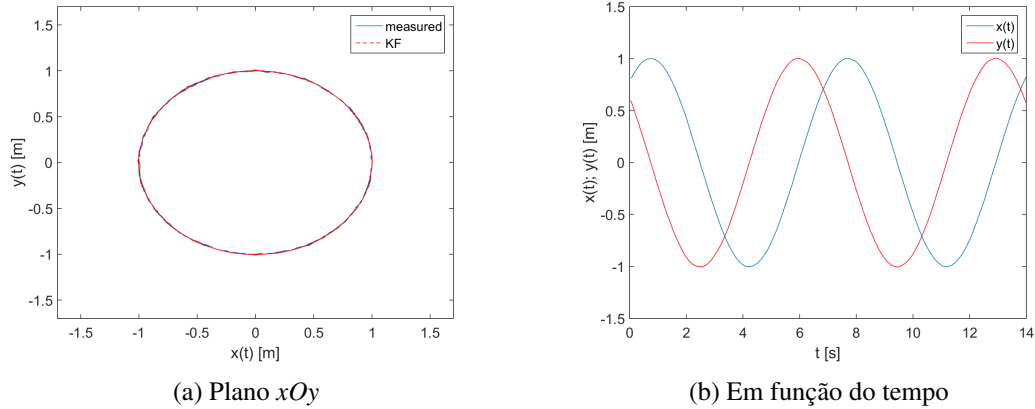 1.5
1
0.5
0
-0.5
-1
-1.5
y(t) [m]
measured
KF
-1.5 -1 -0.5 0 0.5 1 1.5
x(t) [m]
(a) Plano xOy
1.5
1
0.5
0
-0.5
-1
-1.5
x(t); y(t) [m]
x(t)
y(t)
0 2 4 6 8 10 12 14
t [s]
(b) Em função do tempo